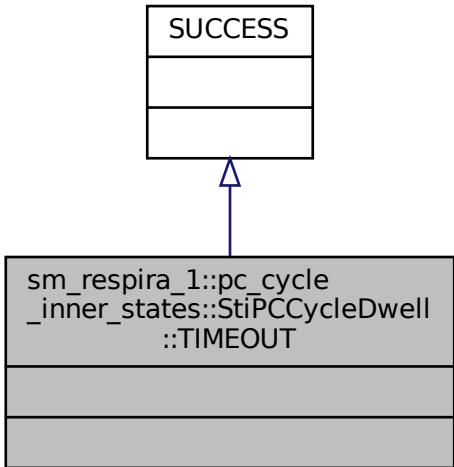 SUCCESS
sm_respira_1::pc_cycle
_inner_states::StiPCCycleDwell
::TIMEOUT